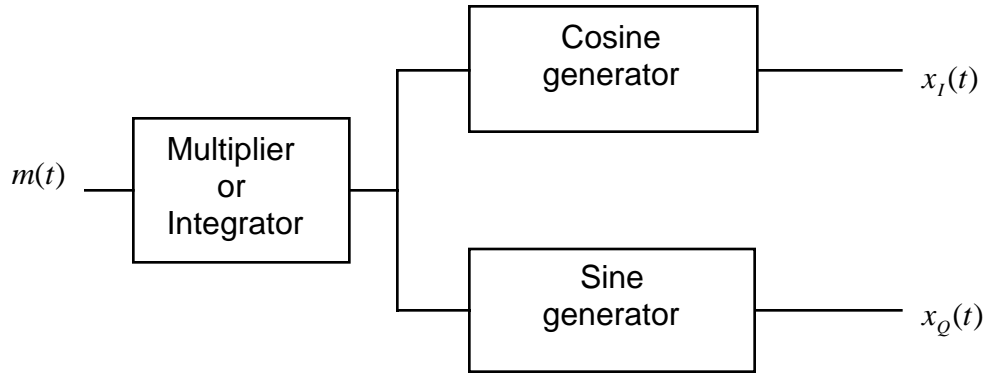 Cosine
generator
x_I(t)
m(t)
Multiplier
or
Integrator
Sine
generator
x_Q(t)